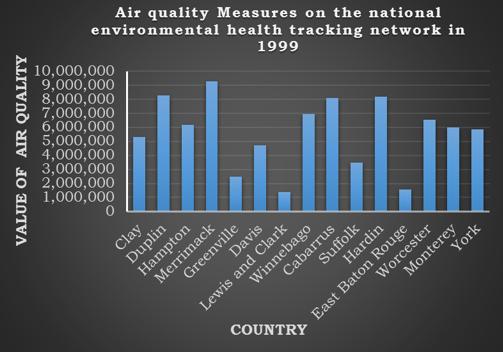 Air quality Measures on the national
environmental health tracking network in
1999
VALUE OF  AIR QUALITY
10,000,000
9,000,000
8,000,000
7,000,000
6,000,000
5,000,000
4,000,000
3,000,000
2,000,000
1,000,000
0
Clay
Duplin
Hampton
Merrimack
Greenville
Davis
Lewis and Clark
Winnebago
Cabarrus
Suffolk
Hardin
East Baton Rouge
Worcester
Monterey
York
COUNTRY